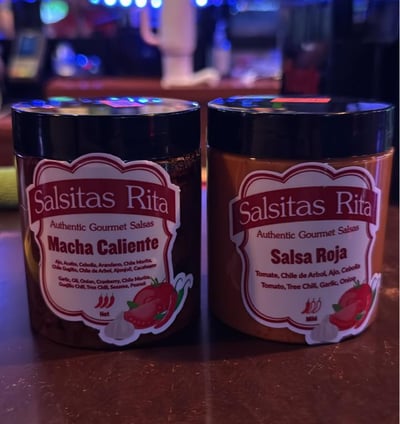 Salsitas Rita
Authentic Gourmet Salsas
Macha Caliente
Ajo, Aceite, Cebolla, Arandano, Chile Morita,
Chile Guajillo, Chile de Arbol, Ajonjoli, Cacahuate
Garlic, Oil, Onion, Cranberry, Chile Morita,
Guajillo Chili, Tree Chili, Sesame, Peanut
Hot
Salsitas Rita
Authentic Gourmet Salsas
Salsa Roja
Tomate, Chile de Arbol, Ajo, Cebolla
Tomato, Tree Chili, Garlic, Onion
Mild